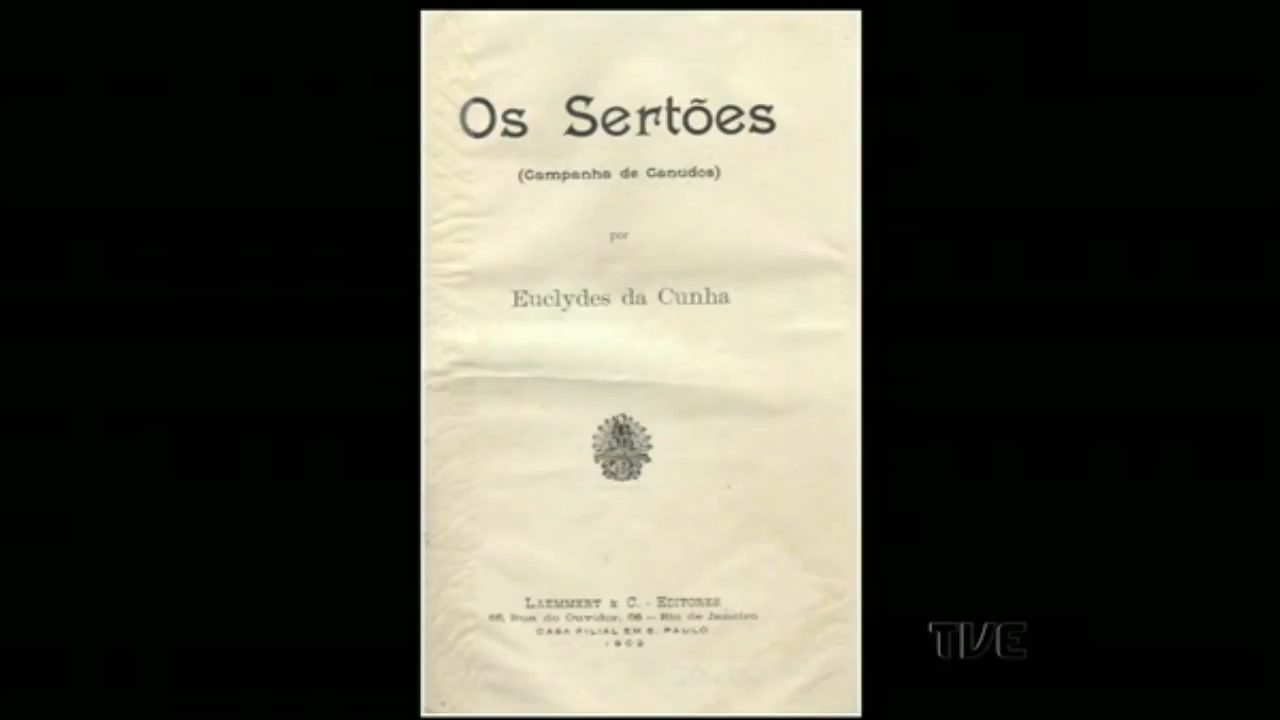 Os Sertões
(Campanha de Canudos)
por
Euclydes da Cunha
LAEMMERT & C. - EDITORES
66, Rua do Ouvidor, 66 — Rio de Janeiro
CASA FILIAL EM S. PAULO
1902
TVE